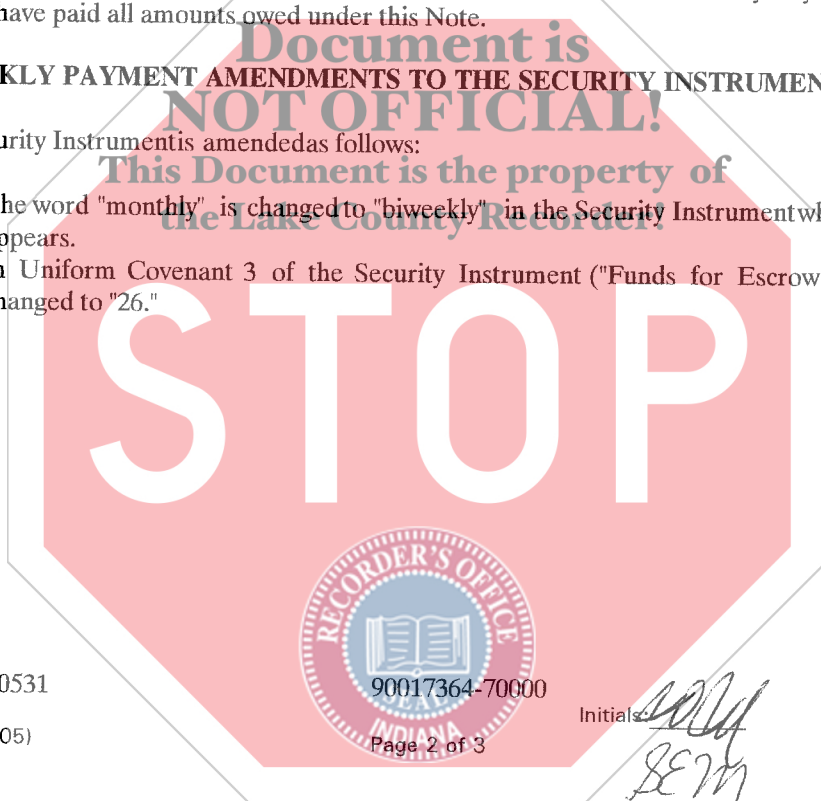 have paid all amounts owed under this Note.
Document is
KLY PAYMENT AMENDMENTS TO THE SECURITY INSTRUMEN
NOT OFFICIAL!
urity Instrumentis amendedas follows:
This Document is the property of
he word "monthly" is changed to "biweekly" in the Security Instrumentwh
the Lake County Recorder!
ppears.
n Uniform Covenant 3 of the Security Instrument ("Funds for Escrow
hanged to "26."
STOP
RECORDER'S OFFICE
0531
90017364-70000
SEAL
Initials:
INDIANA
05)
Page 2 of 3
SEM